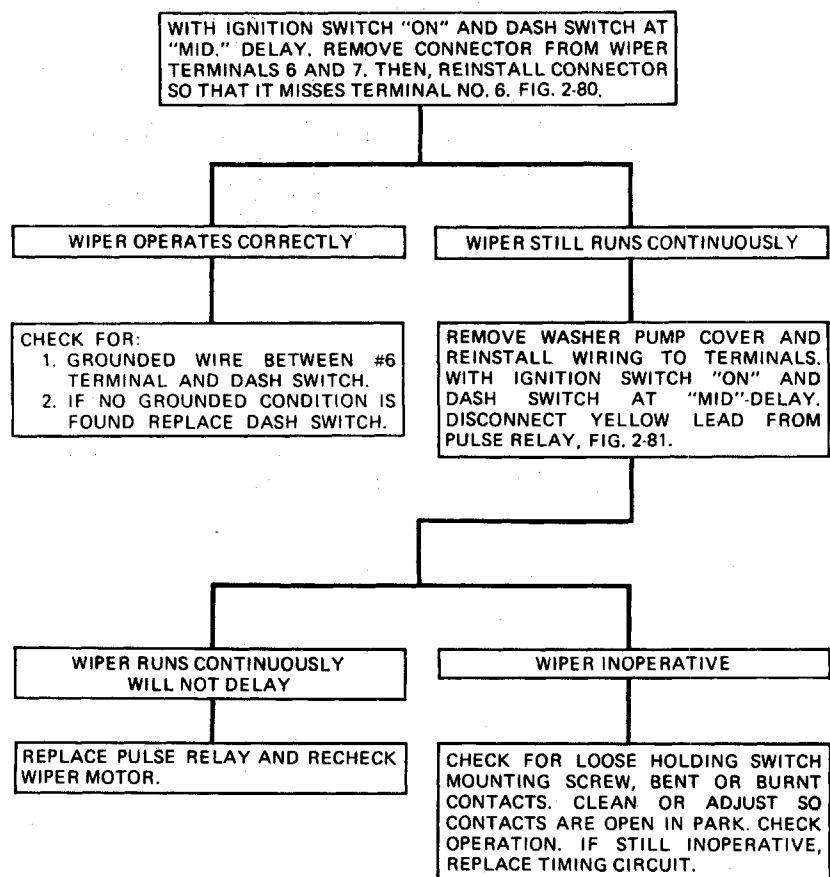 WITH IGNITION SWITCH "ON" AND DASH SWITCH AT
"MID." DELAY. REMOVE CONNECTOR FROM WIPER
TERMINALS 6 AND 7. THEN, REINSTALL CONNECTOR
SO THAT IT MISSES TERMINAL NO. 6. FIG. 2-80.
WIPER OPERATES CORRECTLY
WIPER STILL RUNS CONTINUOUSLY
CHECK FOR:
1. GROUNDED WIRE BETWEEN #6
TERMINAL AND DASH SWITCH.
2. IF NO GROUNDED CONDITION IS
FOUND REPLACE DASH SWITCH.
REMOVE WASHER PUMP COVER AND
REINSTALL WIRING TO TERMINALS.
WITH IGNITION SWITCH "ON" AND
DASH SWITCH AT "MID"-DELAY.
DISCONNECT YELLOW LEAD FROM
PULSE RELAY, FIG. 2-81.
WIPER RUNS CONTINUOUSLY
WILL NOT DELAY
WIPER INOPERATIVE
REPLACE PULSE RELAY AND RECHECK
WIPER MOTOR.
CHECK FOR LOOSE HOLDING SWITCH
MOUNTING SCREW, BENT OR BURNT
CONTACTS. CLEAN OR ADJUST SO
CONTACTS ARE OPEN IN PARK. CHECK
OPERATION. IF STILL INOPERATIVE,
REPLACE TIMING CIRCUIT.